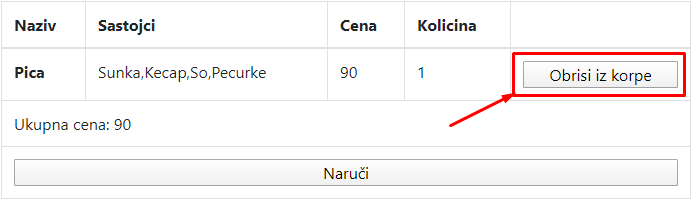 Naziv Sastojci Cena Kolicina
Pica Sunka,Kecap,So,Pecurke 90 1 Obrisi iz korpe
Ukupna cena: 90
Naruči